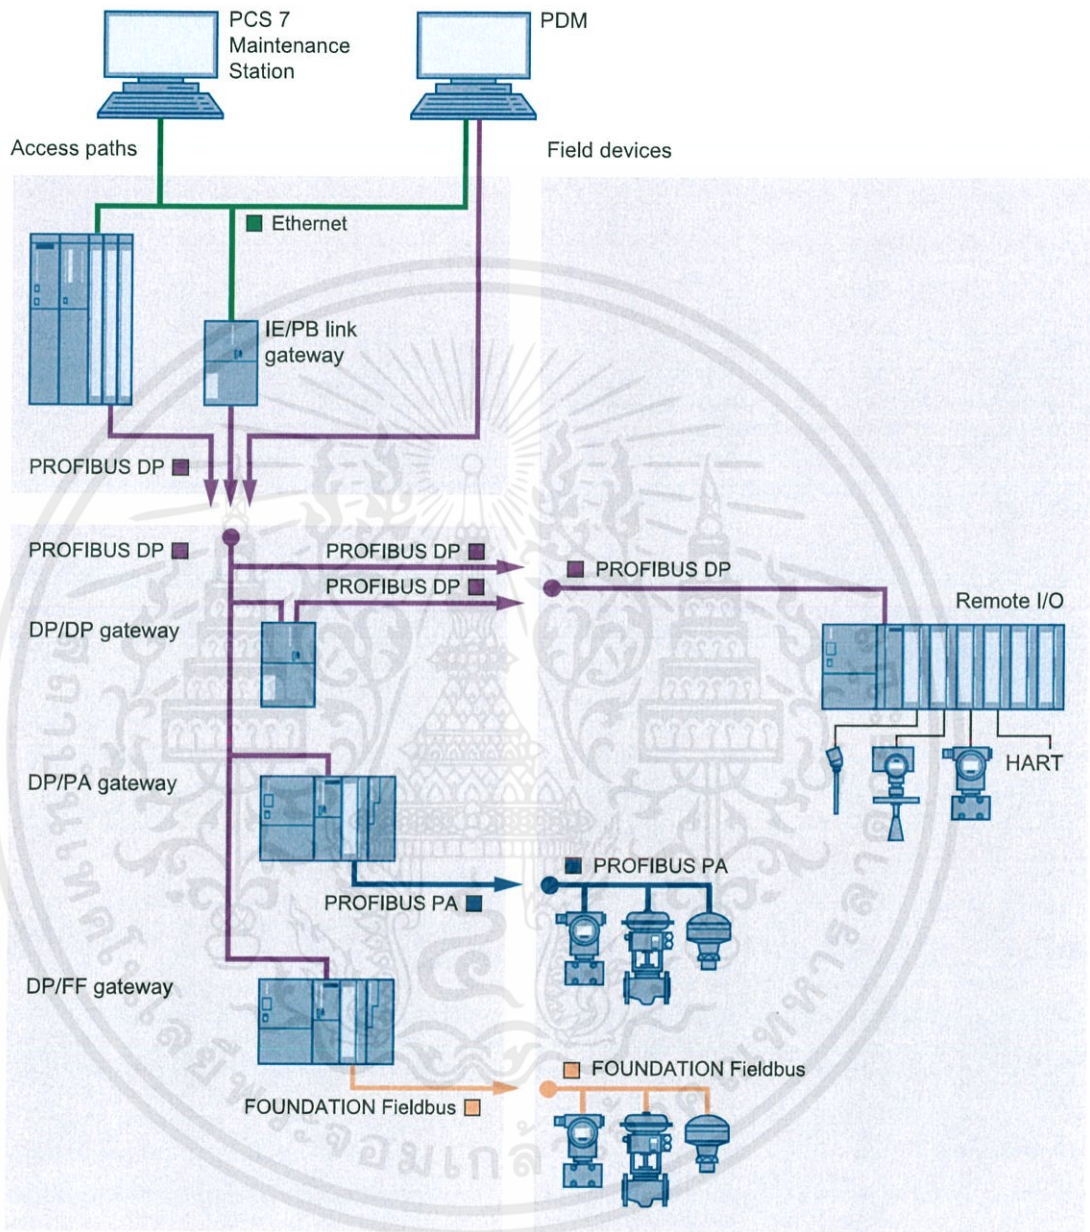 PCS 7
Maintenance
Station
PDM
Access paths
Field devices
Ethernet
IE/PB link
gateway
PROFIBUS DP
PROFIBUS DP
PROFIBUS DP
PROFIBUS DP
PROFIBUS DP
Remote I/O
DP/DP gateway
HART
DP/PA gateway
PROFIBUS PA
PROFIBUS PA
DP/FF gateway
FOUNDATION Fieldbus
FOUNDATION Fieldbus